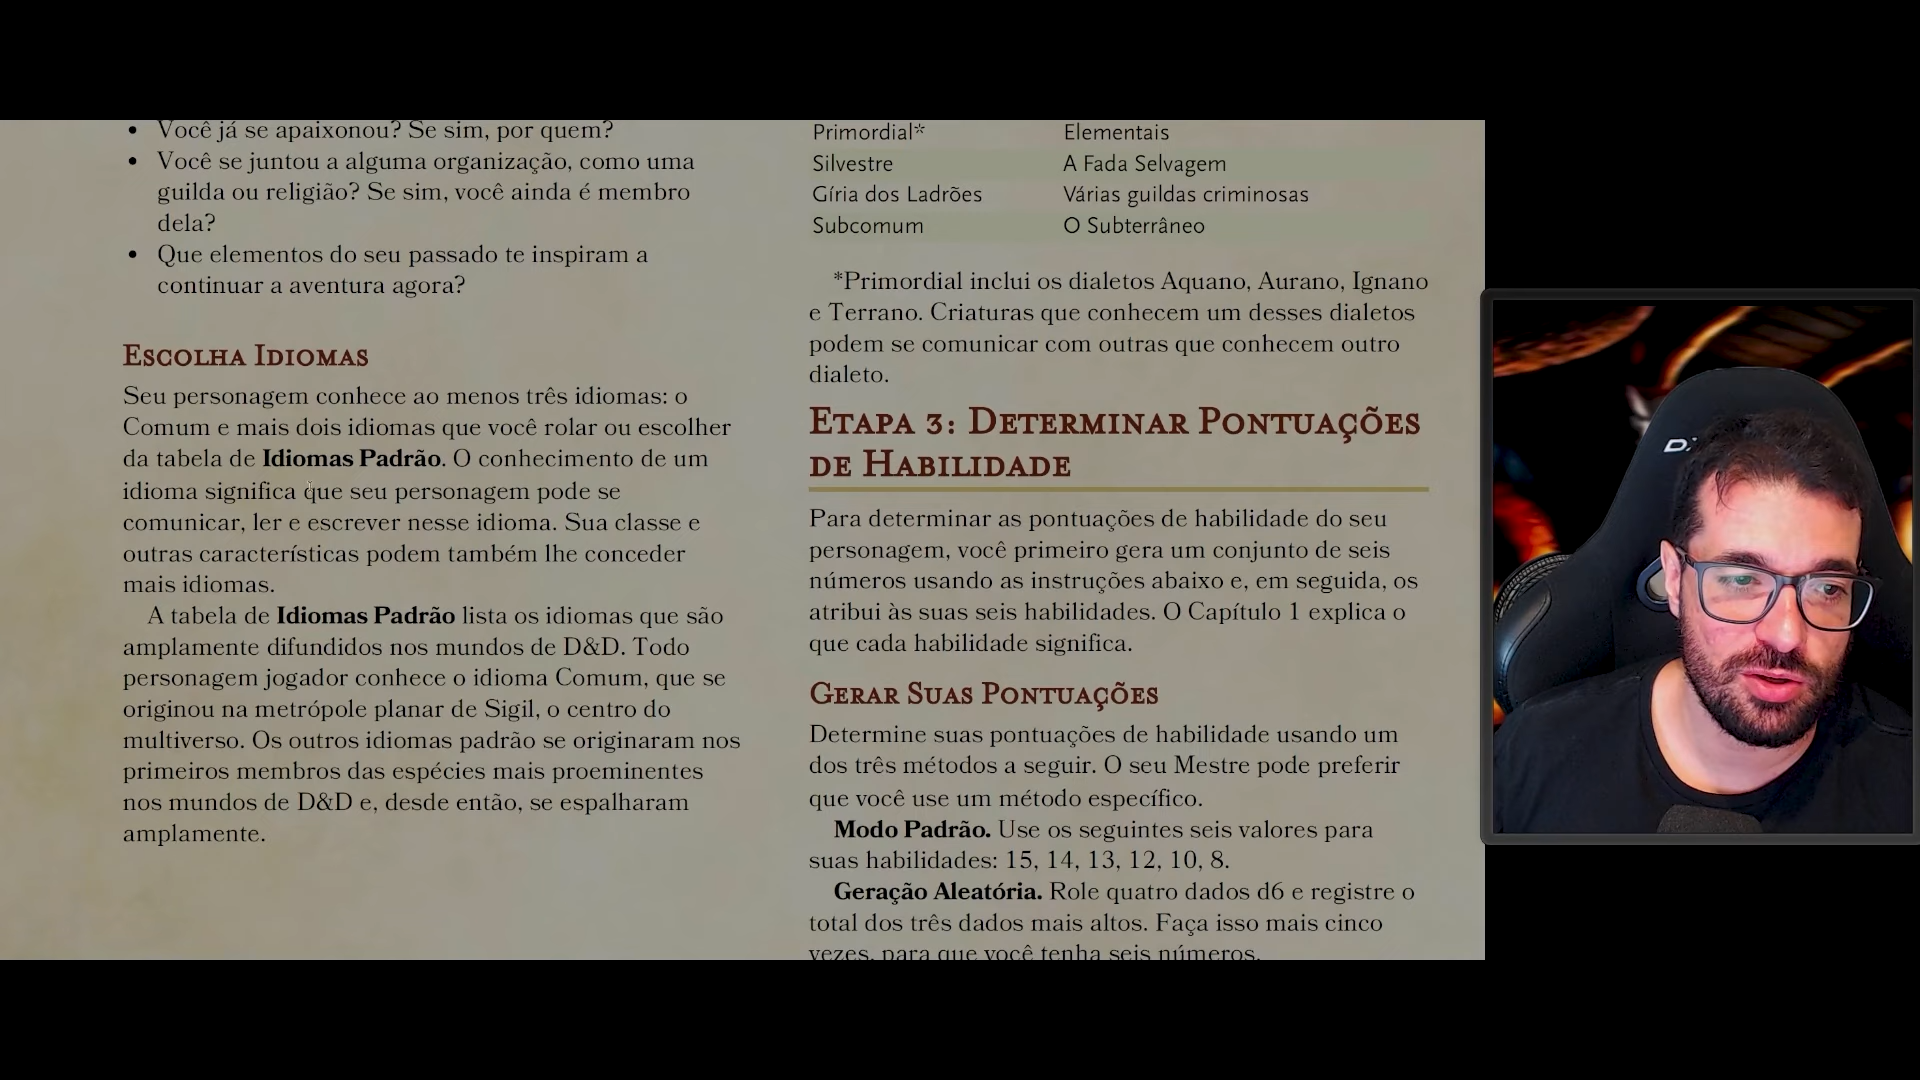 • Você já se apaixonou? Se sim, por quem?
• Você se juntou a alguma organização, como uma
guilda ou religião? Se sim, você ainda é membro
dela?
• Que elementos do seu passado te inspiram a
continuar a aventura agora?
Escolha Idiomas
Seu personagem conhece ao menos três idiomas: o
Comum e mais dois idiomas que você rolar ou escolher
da tabela de Idiomas Padrão. O conhecimento de um
idioma significa que seu personagem pode se
comunicar, ler e escrever nesse idioma. Sua classe e
outras características podem também lhe conceder
mais idiomas.
A tabela de Idiomas Padrão lista os idiomas que são
amplamente difundidos nos mundos de D&D. Todo
personagem jogador conhece o idioma Comum, que se
originou na metrópole planar de Sigil, o centro do
multiverso. Os outros idiomas padrão se originaram nos
primeiros membros das espécies mais proeminentes
nos mundos de D&D e, desde então, se espalharam
amplamente.
Primordial* Elementais
Silvestre A Fada Selvagem
Gíria dos Ladrões Várias guildas criminosas
Subcomum O Subterrâneo
*Primordial inclui os dialetos Aquano, Aurano, Ignano
e Terrano. Criaturas que conhecem um desses dialetos
podem se comunicar com outras que conhecem outro
dialeto.
Etapa 3: Determinar Pontuações
de Habilidade
Para determinar as pontuações de habilidade do seu
personagem, você primeiro gera um conjunto de seis
números usando as instruções abaixo e, em seguida, os
atribui às suas seis habilidades. O Capítulo 1 explica o
que cada habilidade significa.
Gerar Suas Pontuações
Determine suas pontuações de habilidade usando um
dos três métodos a seguir. O seu Mestre pode preferir
que você use um método específico.
Modo Padrão. Use os seguintes seis valores para
suas habilidades: 15, 14, 13, 12, 10, 8.
Geração Aleatória. Role quatro dados d6 e registre o
total dos três dados mais altos. Faça isso mais cinco
vezes, para que você tenha seis números.